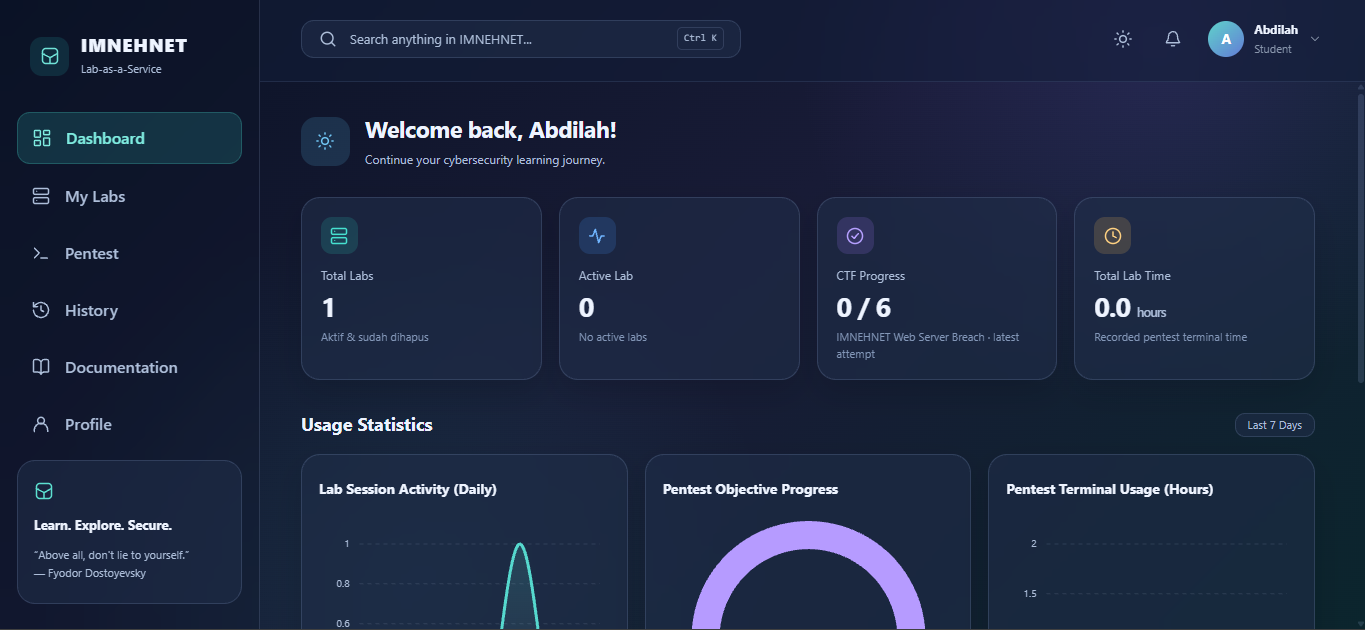 IMNEHNET
Lab-as-a-Service
Search anything in IMNEHNET...
Ctrl K
A
Abdilah
Student
Dashboard
My Labs
Pentest
History
Documentation
Profile
Learn. Explore. Secure.
“Above all, don't lie to yourself.”
— Fyodor Dostoyevsky
Welcome back, Abdilah!
Continue your cybersecurity learning journey.
Total Labs
1
Aktif & sudah dihapus
Active Lab
0
No active labs
CTF Progress
0 / 6
IMNEHNET Web Server Breach · latest
attempt
Total Lab Time
0.0 hours
Recorded pentest terminal time
Usage Statistics
Last 7 Days
Lab Session Activity (Daily)
1
0.8
0.6
Pentest Objective Progress
Pentest Terminal Usage (Hours)
2
1.5